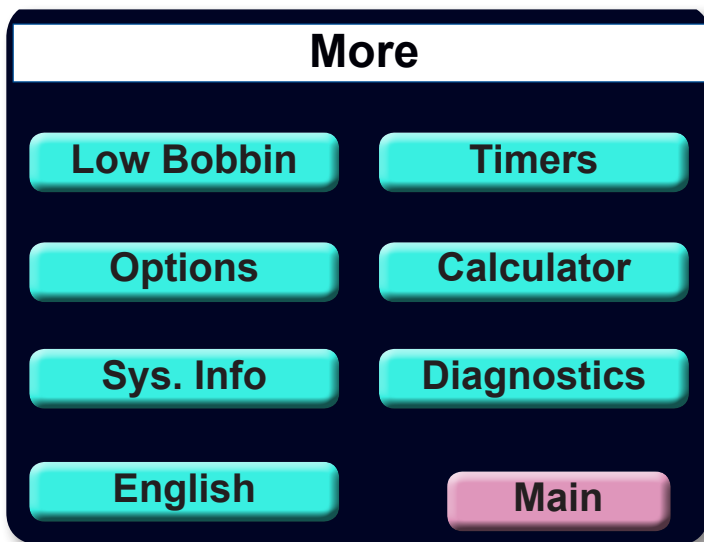 More
Low Bobbin
Timers
Options
Calculator
Sys. Info
Diagnostics
English
Main